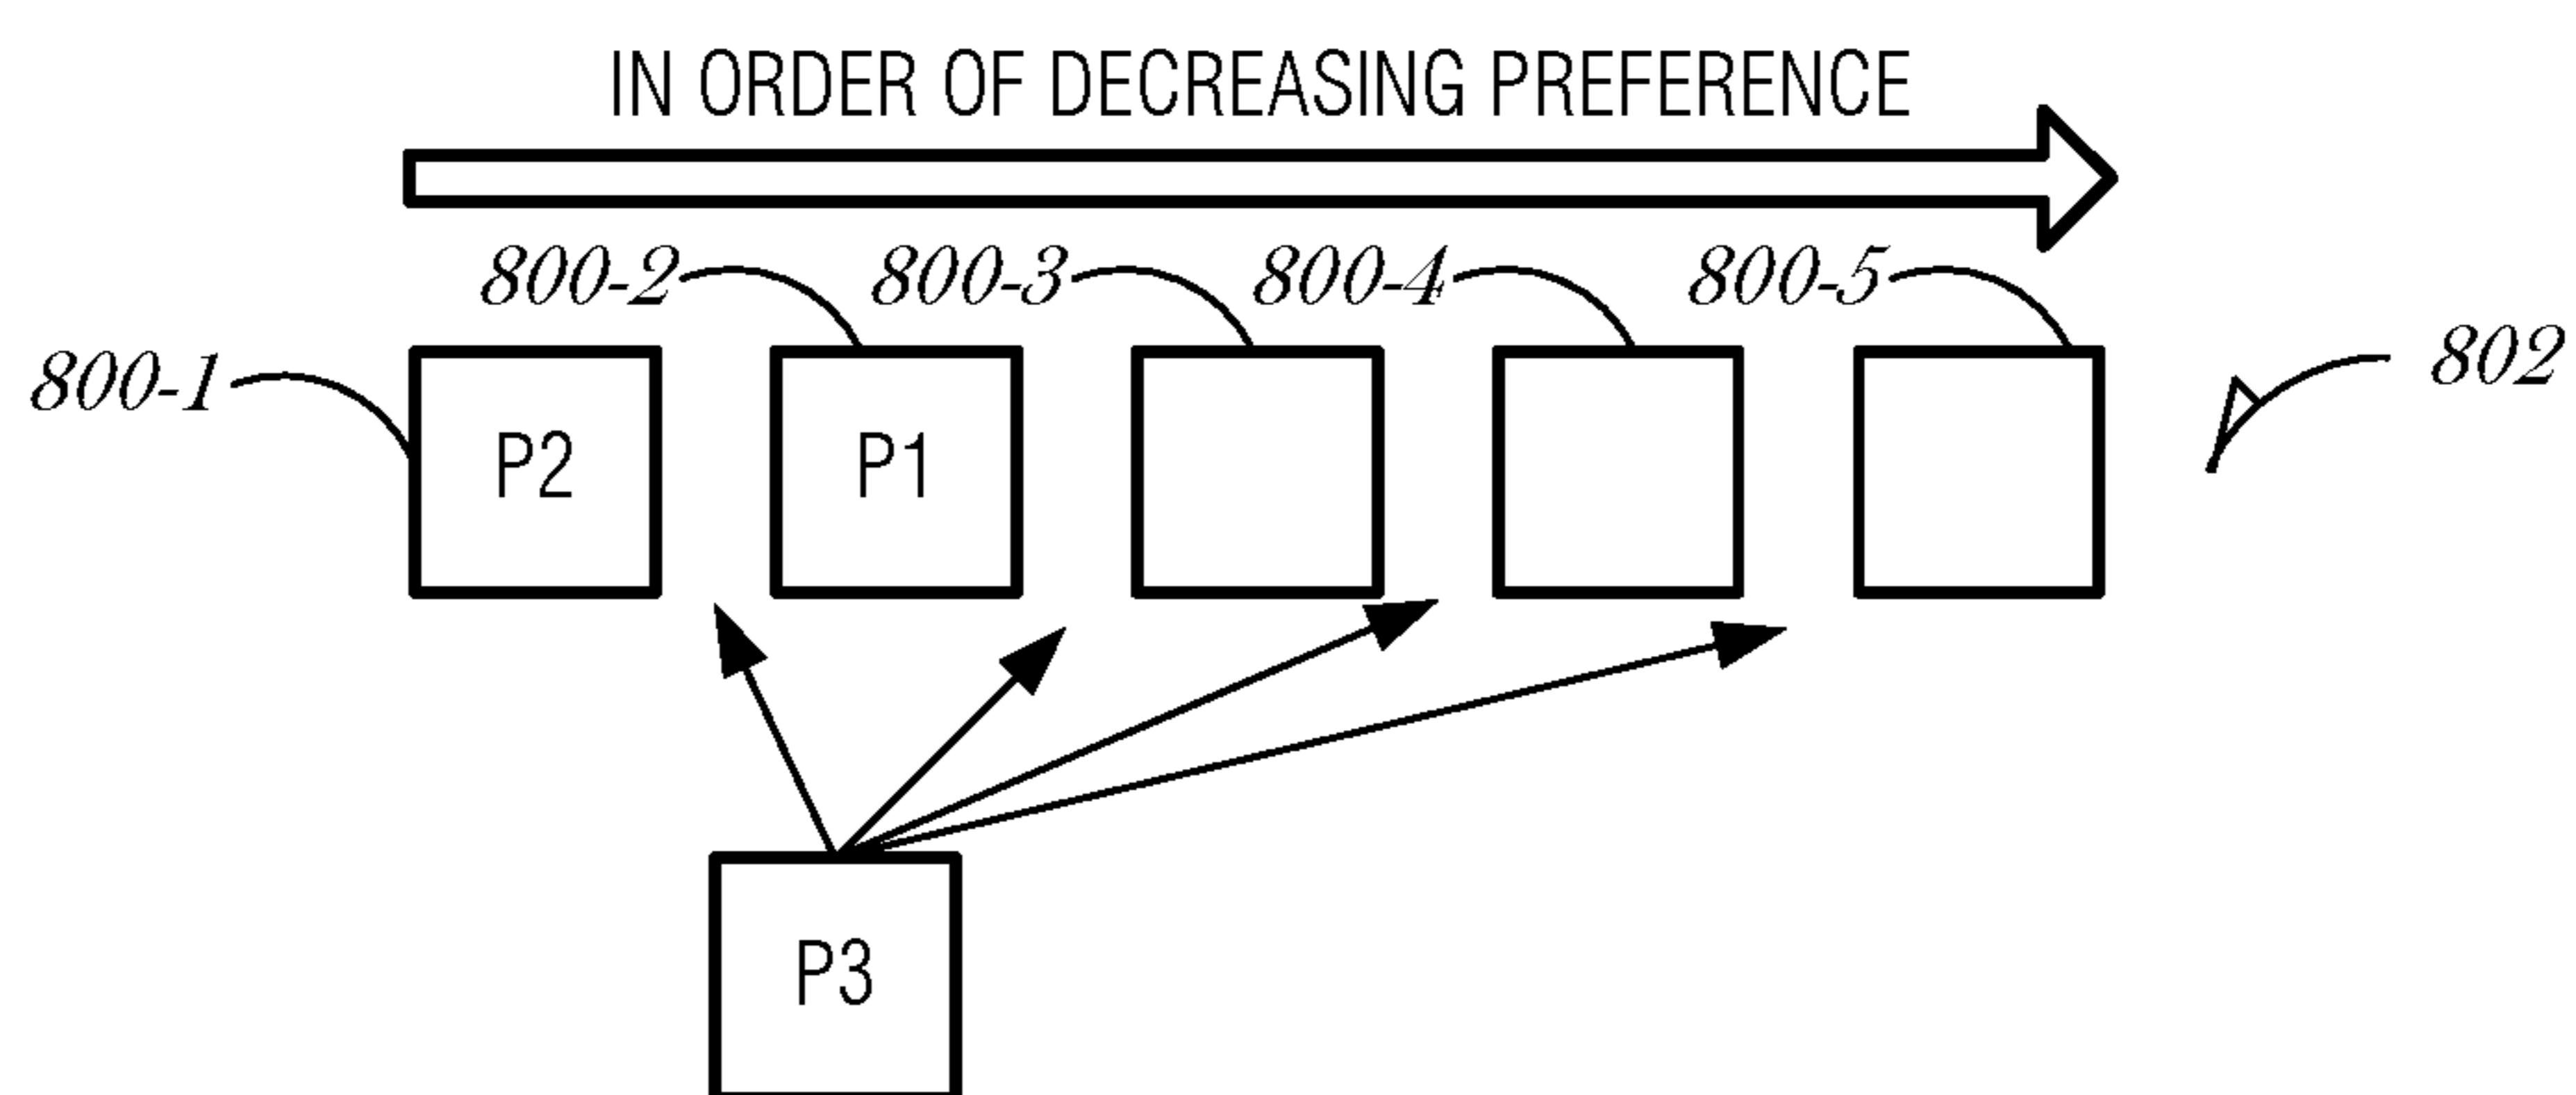 IN ORDER OF DECREASING PREFERENCE
800-2 800-3 800-4 800-5
800-1 802
P2 P1
P3